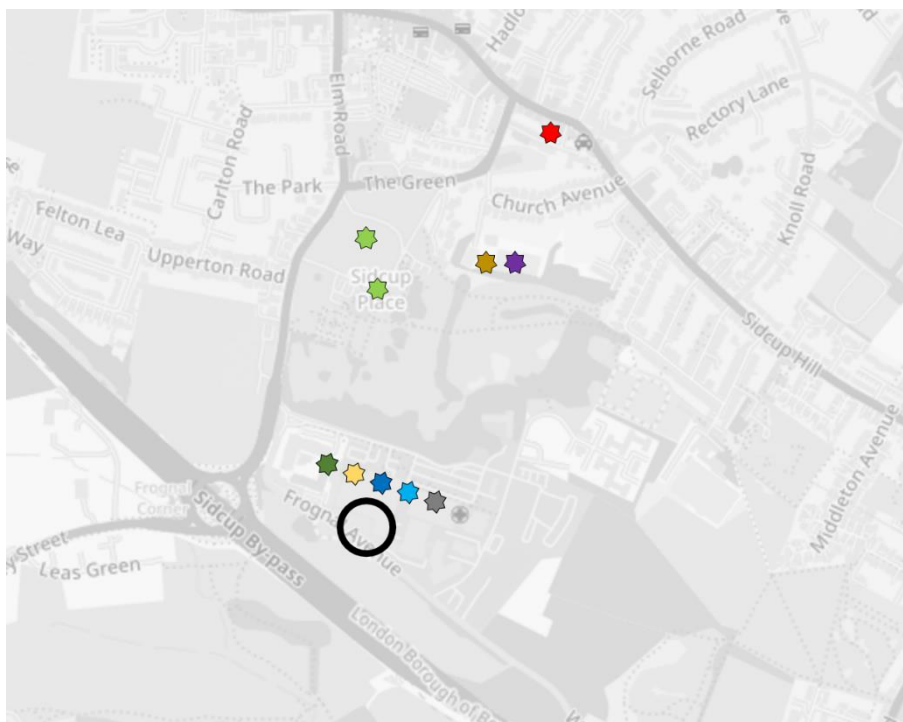 Hadlo
Selborne Road
Rectory Lane
Elm Road
Carlton Road
The Park
The Green
Church Avenue
Knoll Road
Felton Lea
Way
Upperton Road
Sidcup
Place
Sidcup Hill
Middleton Avenue
Frognal
Corner
Frognal Avenue
Sidcup By-pass
y Street
Leas Green
London Borough of Be